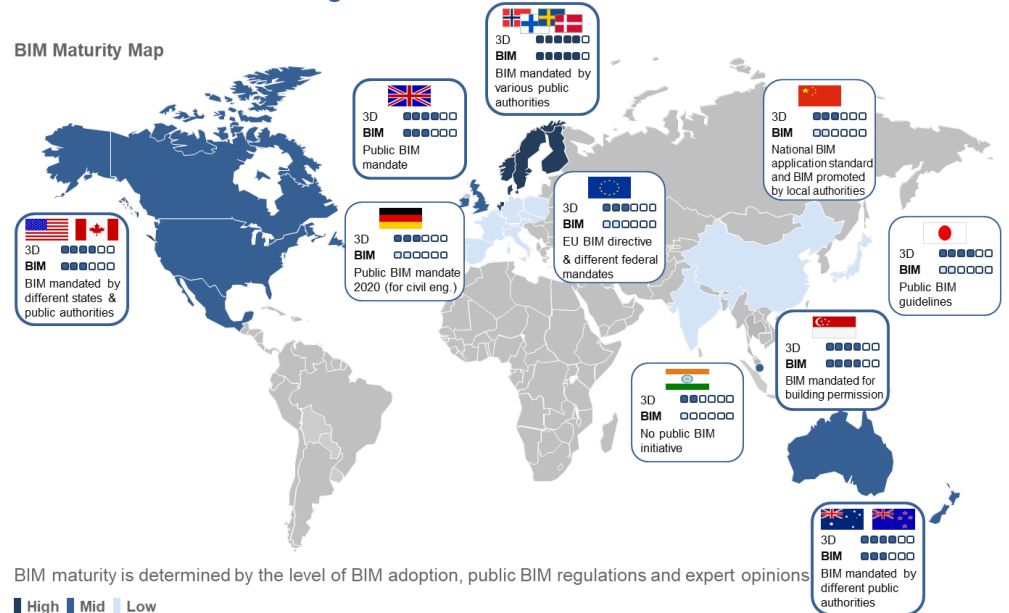 BIM Maturity Map
3D
BIM
BIM mandated by
various public
authorities
3D
BIM
Public BIM
mandate
3D
BIM
National BIM
application standard
and BIM promoted
by local authorities
3D
BIM
EU BIM directive
& different federal
mandates
3D
BIM
Public BIM mandate
2020 (for civil eng.)
3D
BIM
BIM mandated by
different states &
public authorities
3D
BIM
Public BIM
guidelines
3D
BIM
BIM mandated for
building permission
3D
BIM
No public BIM
initiative
3D
BIM
BIM mandated by
different public
authorities
BIM maturity is determined by the level of BIM adoption, public BIM regulations and expert opinions
High Mid Low